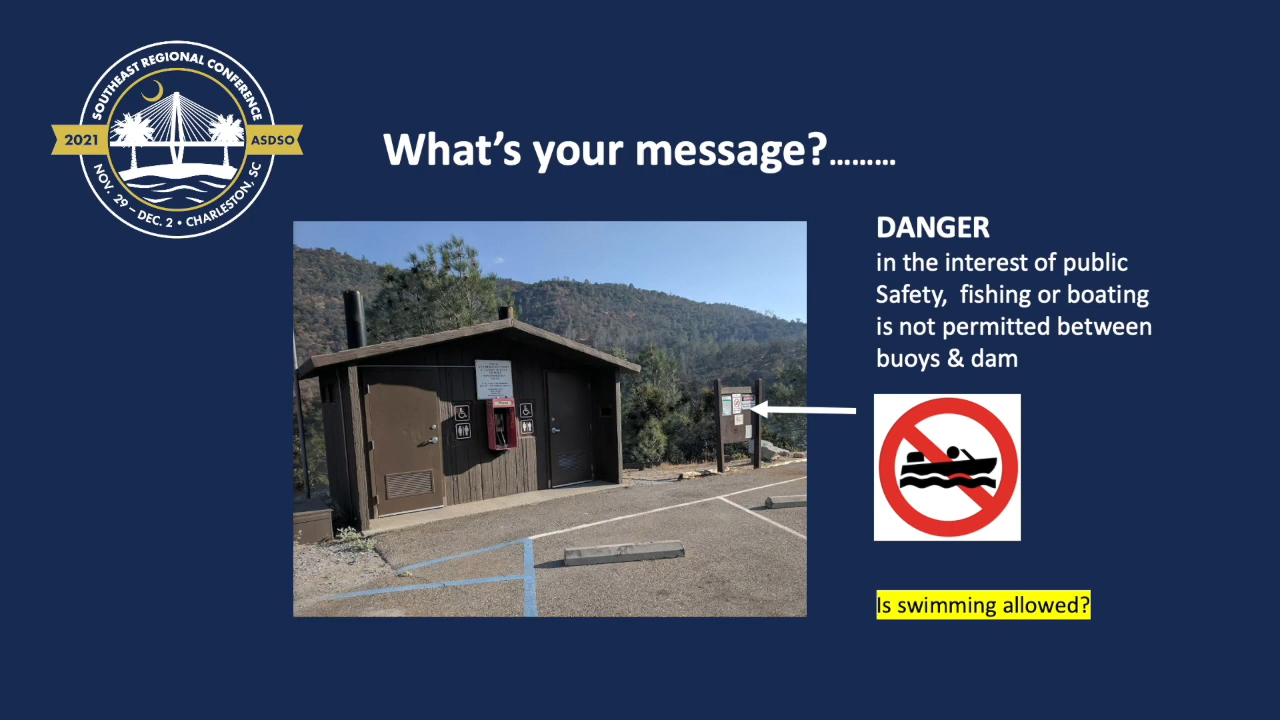 SOUTHEAST REGIONAL CONFERENCE
2021
ASDSO
NOV. 29 – DEC. 2 • CHARLESTON, SC
What's your message?.........
DANGER
in the interest of public
Safety,  fishing or boating
is not permitted between
buoys & dam
Is swimming allowed?